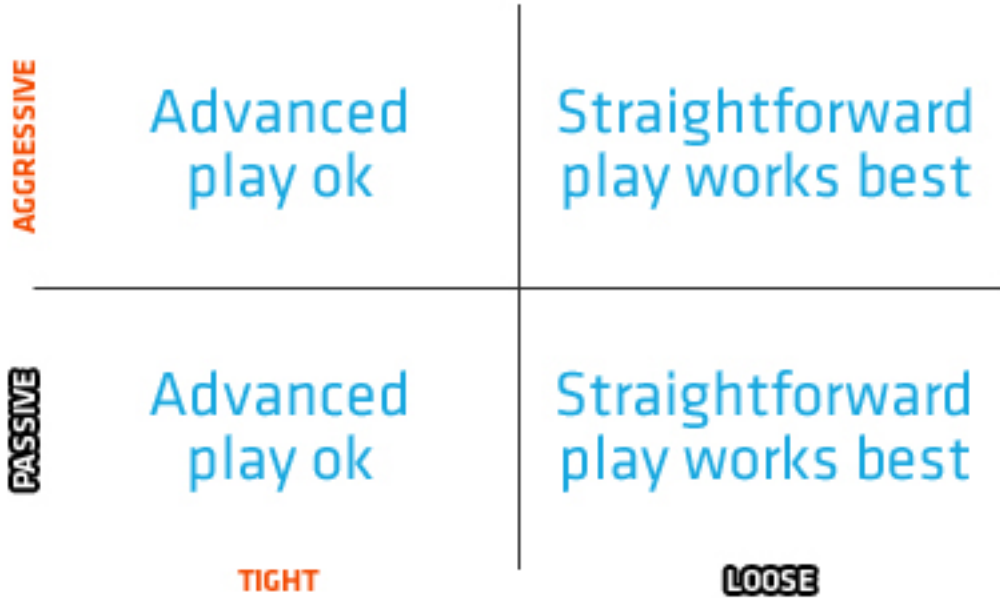 AGGRESSIVE
Advanced
play ok
Straightforward
play works best
PASSIVE
Advanced
play ok
Straightforward
play works best
TIGHT
LOOSE